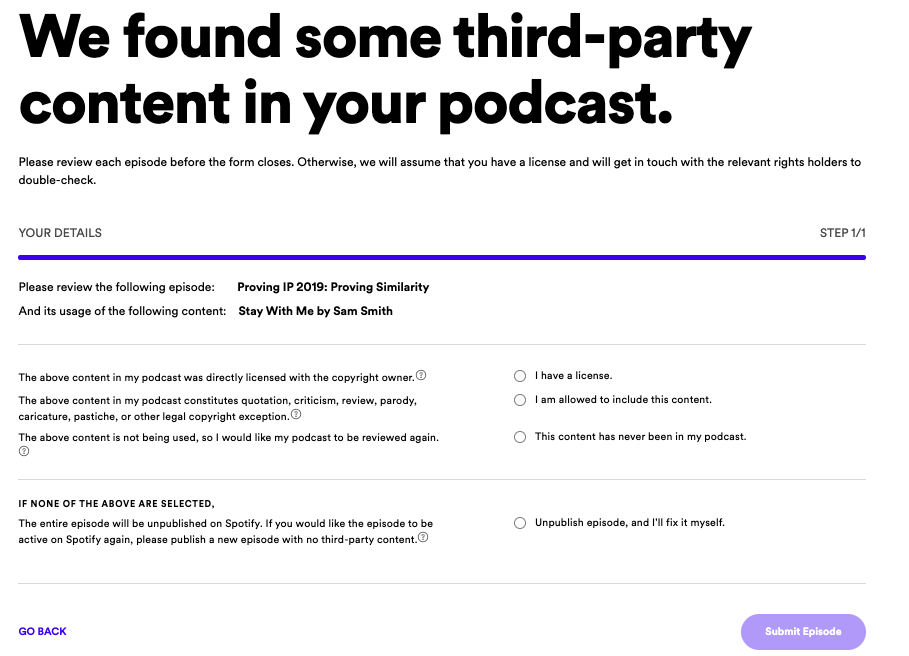 We found some third-party
content in your podcast.
Please review each episode before the form closes. Otherwise, we will assume that you have a license and will get in touch with the relevant rights holders to
double-check.
YOUR DETAILS STEP 1/1
Please review the following episode: Proving IP 2019: Proving Similarity
And its usage of the following content: Stay With Me by Sam Smith
The above content in my podcast was directly licensed with the copyright owner. ? I have a license.
The above content in my podcast constitutes quotation, criticism, review, parody, I am allowed to include this content.
caricature, pastiche, or other legal copyright exception. ?
The above content is not being used, so I would like my podcast to be reviewed again. This content has never been in my podcast.
?
IF NONE OF THE ABOVE ARE SELECTED,
The entire episode will be unpublished on Spotify. If you would like the episode to be Unpublish episode, and I'll fix it myself.
active on Spotify again, please publish a new episode with no third-party content. ?
GO BACK Submit Episode